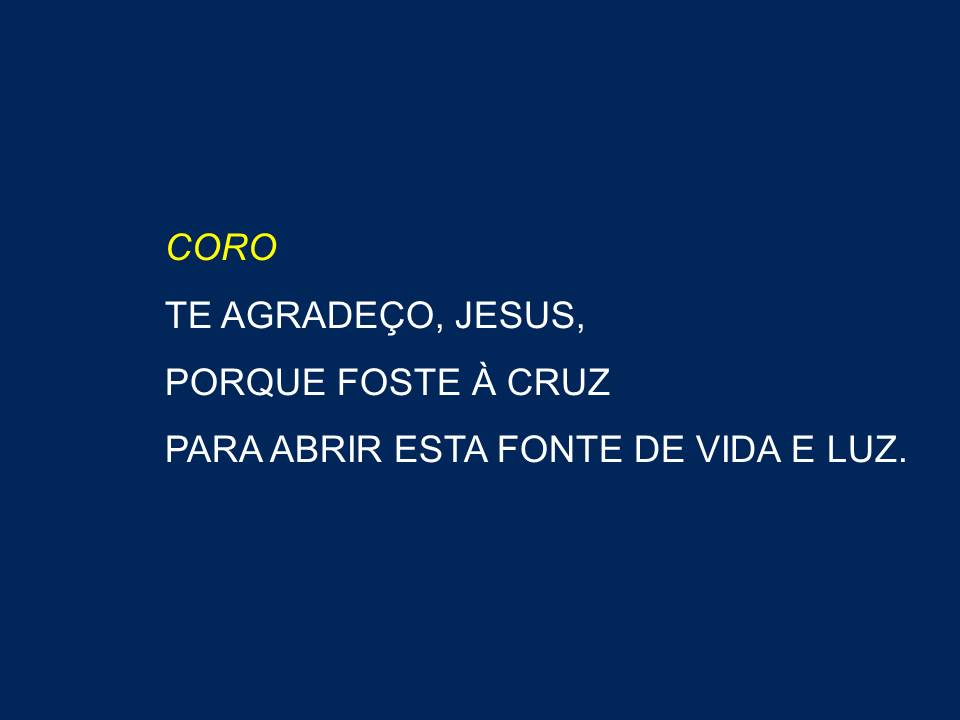 CORO
TE AGRADEÇO, JESUS,
PORQUE FOSTE À CRUZ
PARA ABRIR ESTA FONTE DE VIDA E LUZ.